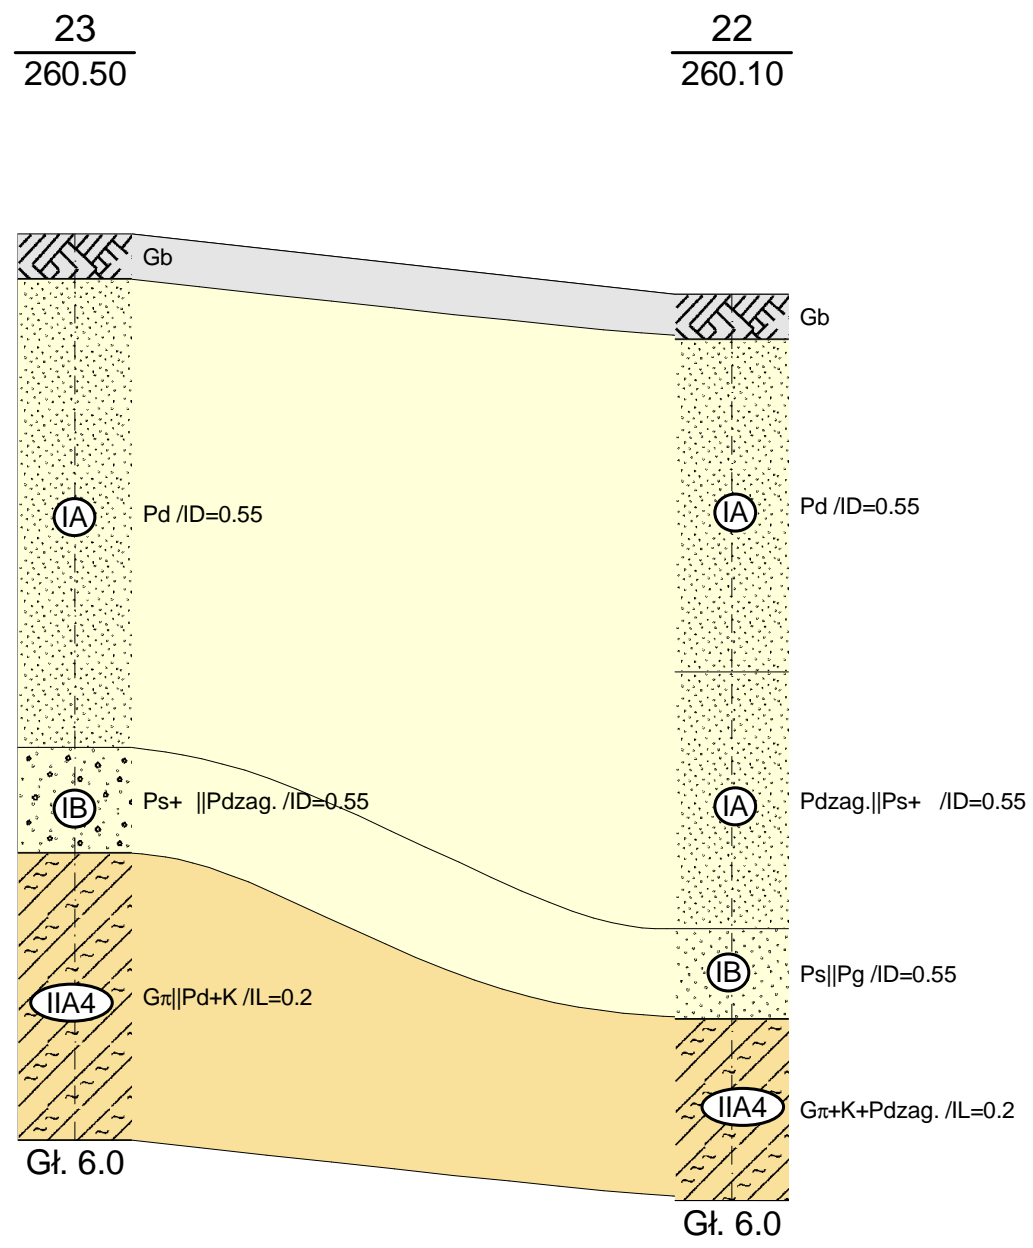 23
260.50
22
260.10
Gb
Gb
IA
Pd /ID=0.55
IA
Pd /ID=0.55
IB
Ps+ ||Pdzag. /ID=0.55
IA
Pdzag.||Ps+ /ID=0.55
IB
Ps||Pg /ID=0.55
IIA4
Gπ||Pd+K /IL=0.2
IIA4
Gπ+K+Pdzag. /IL=0.2
Gł. 6.0
Gł. 6.0